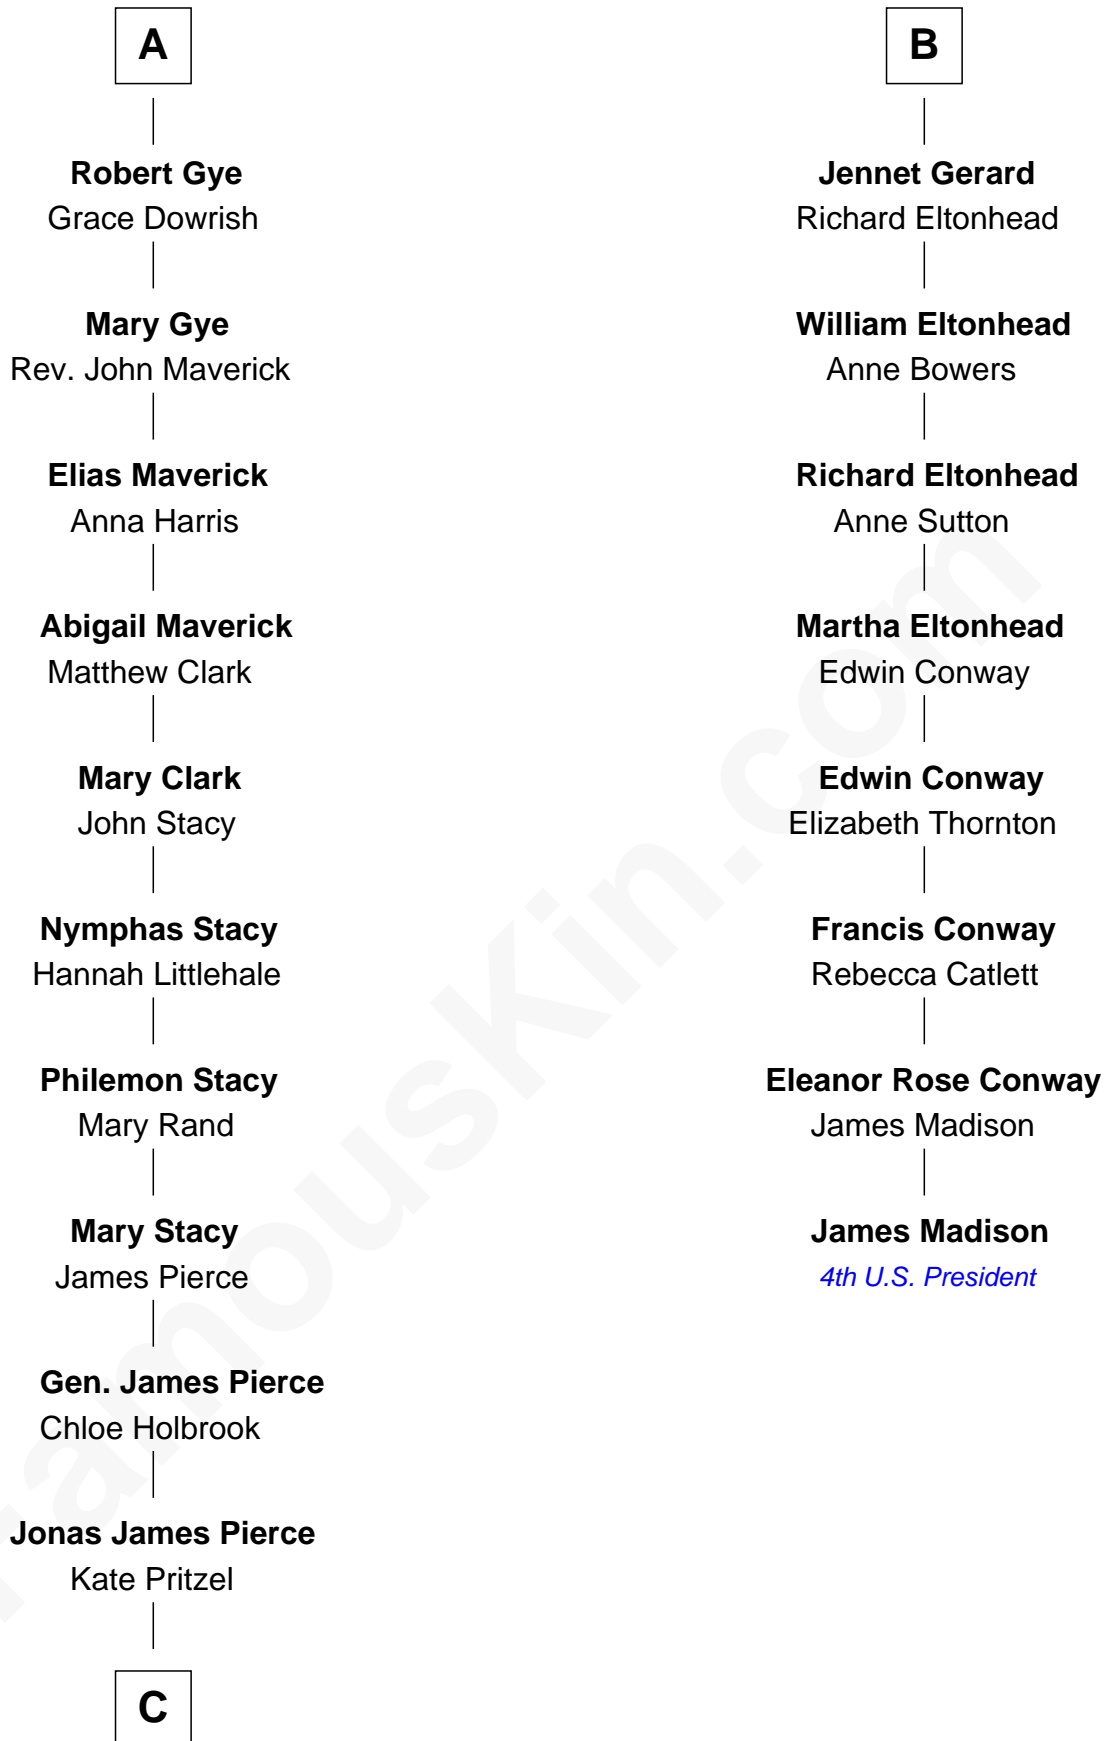 A
Robert Gye
Grace Dowrish
Mary Gye
Rev. John Maverick
Elias Maverick
Anna Harris
Abigail Maverick
Matthew Clark
Mary Clark
John Stacy
Nymphas Stacy
Hannah Littlehale
Philemon Stacy
Mary Rand
Mary Stacy
James Pierce
Gen. James Pierce
Chloe Holbrook
Jonas James Pierce
Kate Pritzel
C
B
Jennet Gerard
Richard Eltonhead
William Eltonhead
Anne Bowers
Richard Eltonhead
Anne Sutton
Martha Eltonhead
Edwin Conway
Edwin Conway
Elizabeth Thornton
Francis Conway
Rebecca Catlett
Eleanor Rose Conway
James Madison
James Madison
4th U.S. President
FamousKin.com